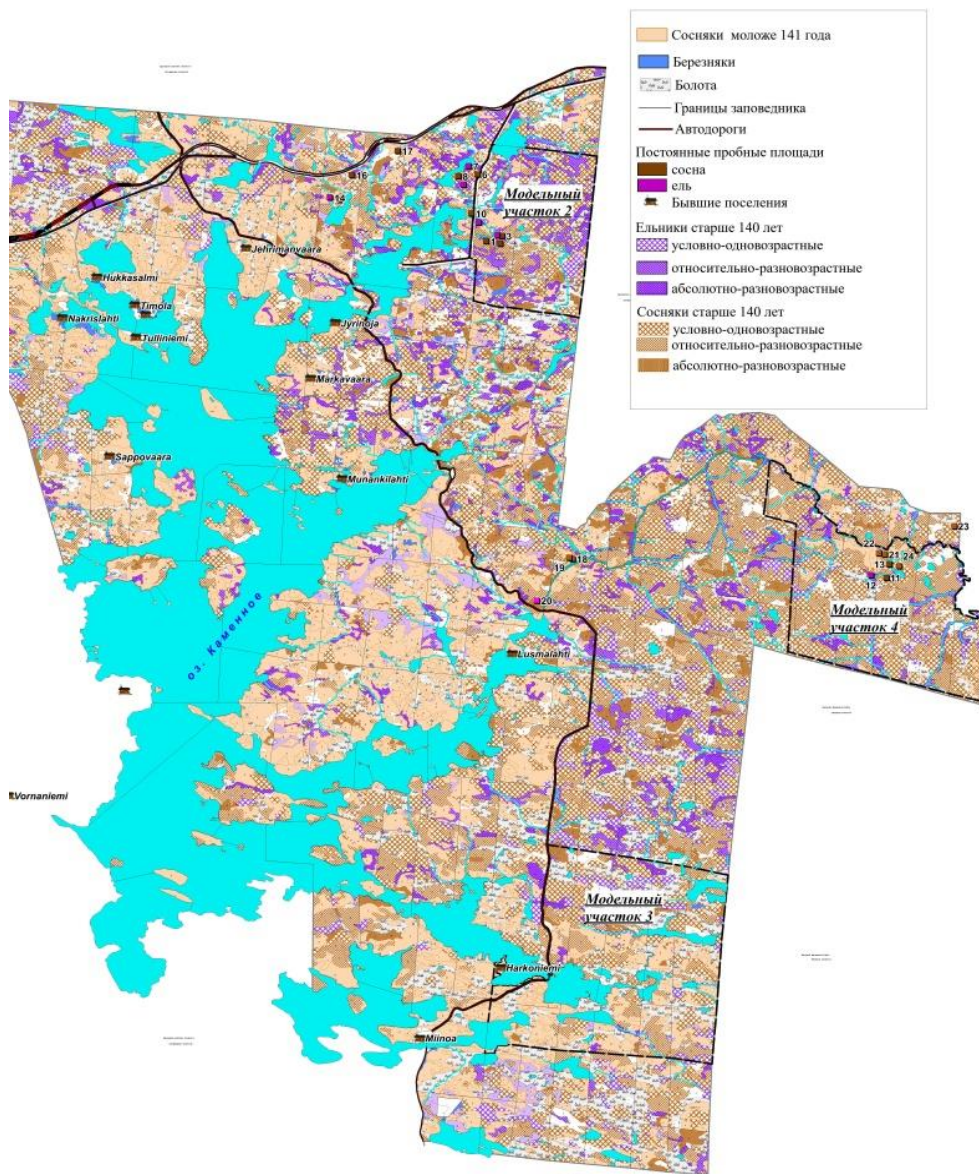 Сосняки моложе 141 года
Березняки
Болота
Границы заповедника
Автодороги
Постоянные пробные площади
сосна
ель
Бывшие поселения
Ельники старше 140 лет
условно-одновозрастные
относительно-разновозрастные
абсолютно-разновозрастные
Сосняки старше 140 лет
условно-одновозрастные
относительно-разновозрастные
абсолютно-разновозрастные
17
16
8
6
14
Модельный
участок 2
10
3
1
Jehrimanvaara
Hukkasalmi
Timola
Nakrislahti
Tulliniemi
Jyrinoja
Markavaara
Sappovaara
Munankilahti
23
22
21
24
13
18
19
12
11
20
Модельный
участок 4
оз. Каменное
Lusmalahti
Vornaniemi
Модельный
участок 3
Harkoniemi
Miinoa